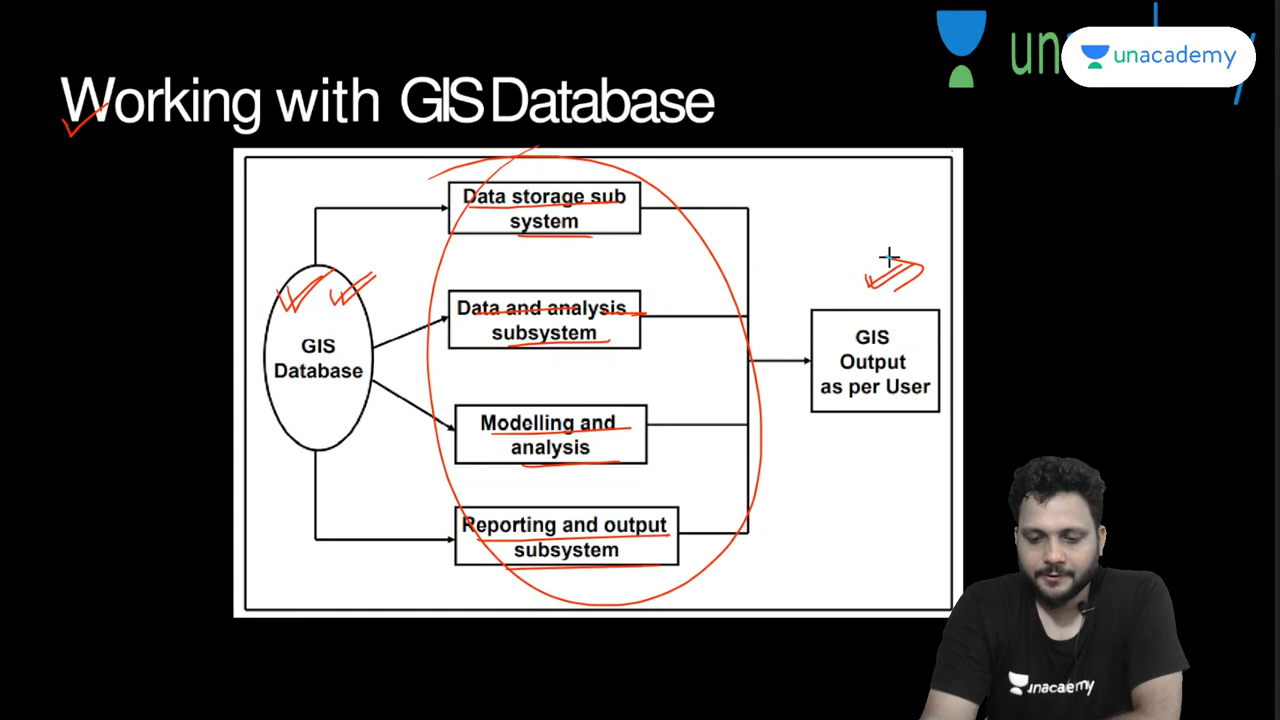 unacademy
Working with GIS Database
Data storage sub
system
Data and analysis
subsystem
GIS
Database
GIS
Output
as per User
Modelling and
analysis
Reporting and output
subsystem
unacademy